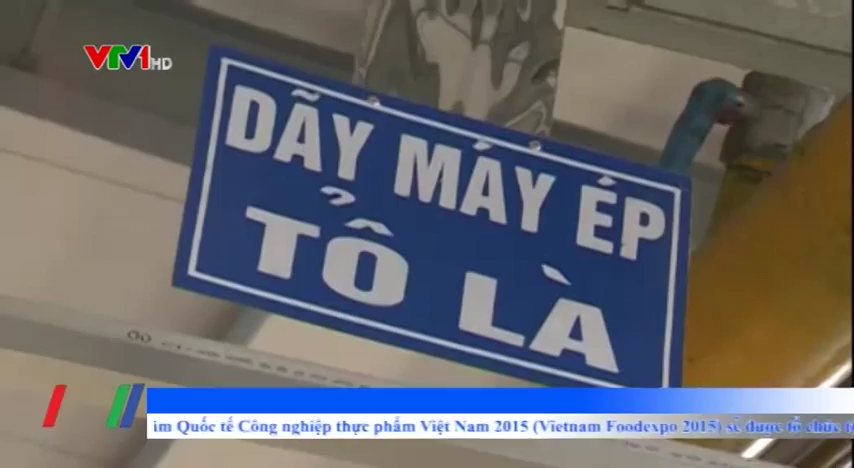 VTV1 HD
DÃY MÁY ÉP
TỔ LÀ
ìm Quốc tế Công nghiệp thực phẩm Việt Nam 2015 (Vietnam Foodexpo 2015) sẽ được tổ chức t